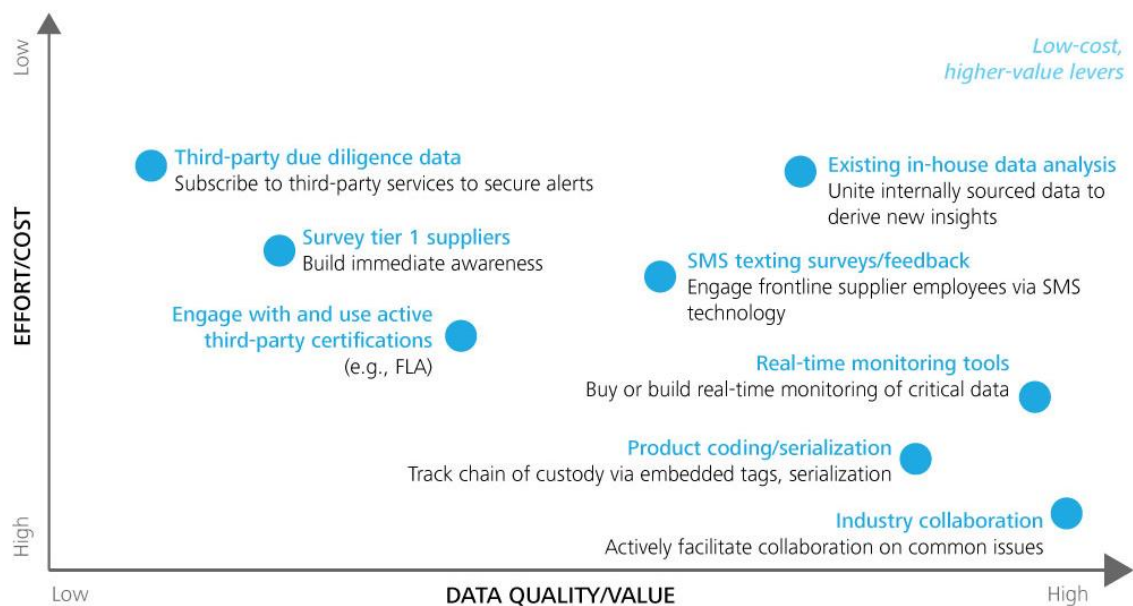 Low
Low-cost,
higher-value levers
Third-party due diligence data
Subscribe to third-party services to secure alerts
Existing in-house data analysis
Unite internally sourced data to
derive new insights
Survey tier 1 suppliers
Build immediate awareness
SMS texting surveys/feedback
Engage frontline supplier employees via SMS
technology
EFFORT/COST
Engage with and use active
third-party certifications
(e.g., FLA)
Real-time monitoring tools
Buy or build real-time monitoring of critical data
Product coding/serialization
Track chain of custody via embedded tags, serialization
Industry collaboration
Actively facilitate collaboration on common issues
High
Low
DATA QUALITY/VALUE
High